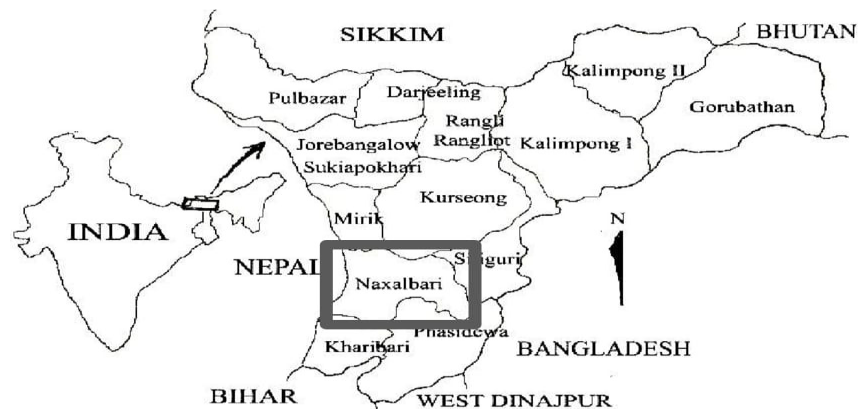 SIKKIM
BHUTAN
Kalimpong II
Pulbazar
Darjeeling
Gorubathan
Rangli
Rangliot
Jorebangalow
Sukiapokhari
Kalimpong I
Kurseong
Mirik
N
INDIA
NEPAL
Siliguri
Naxalbari
Phasidewa
Kharibari
BANGLADESH
BIHAR
WEST DINAJPUR